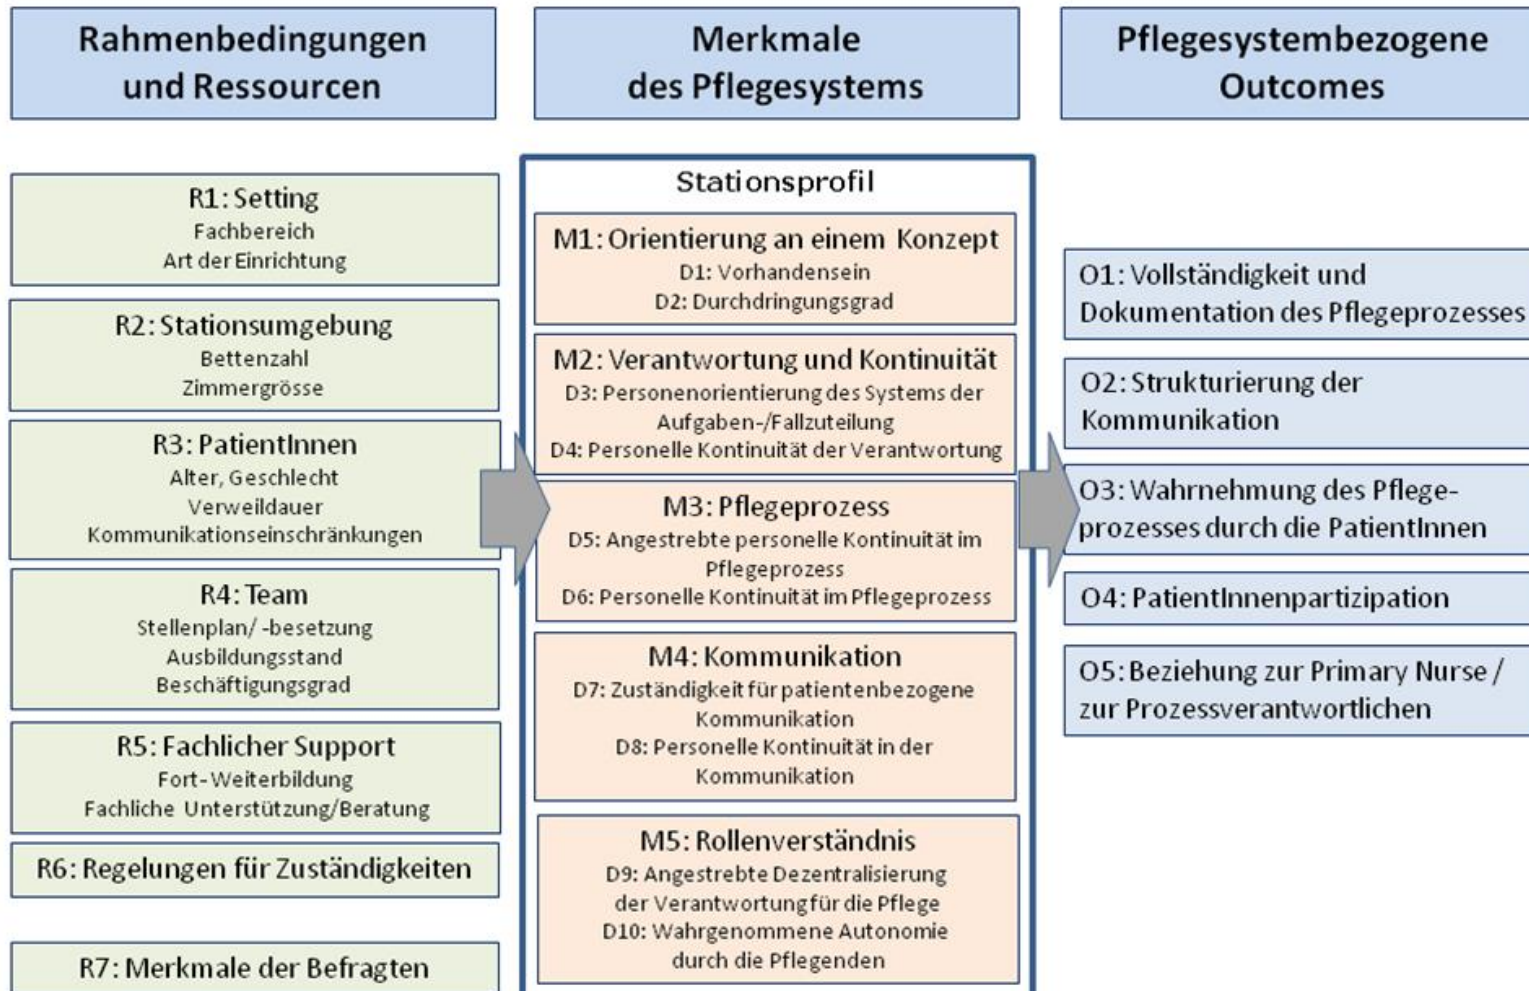 Rahmenbedingungen
und Ressourcen
R1: Setting
Fachbereich
Art der Einrichtung
R2: Stationsumgebung
Bettenzahl
Zimmergrösse
R3: PatientInnen
Alter, Geschlecht
Verweildauer
Kommunikationseinschränkungen
R4: Team
Stellenplan/ -besetzung
Ausbildungsstand
Beschäftigungsgrad
R5: Fachlicher Support
Fort- Weiterbildung
Fachliche Unterstützung/Beratung
R6: Regelungen für Zuständigkeiten
R7: Merkmale der Befragten
Merkmale
des Pflegesystems
Stationsprofil
M1: Orientierung an einem Konzept
D1: Vorhandensein
D2: Durchdringungsgrad
M2: Verantwortung und Kontinuität
D3: Personenorientierung des Systems der
Aufgaben-/Fallzuteilung
D4: Personelle Kontinuität der Verantwortung
M3: Pflegeprozess
D5: Angestrebte personelle Kontinuität im
Pflegeprozess
D6: Personelle Kontinuität im Pflegeprozess
M4: Kommunikation
D7: Zuständigkeit für patientenbezogene
Kommunikation
D8: Personelle Kontinuität in der
Kommunikation
M5: Rollenverständnis
D9: Angestrebte Dezentralisierung
der Verantwortung für die Pflege
D10: Wahrgenommene Autonomie
durch die Pflegenden
Pflegesystembezogene
Outcomes
O1: Vollständigkeit und
Dokumentation des Pflegeprozesses
O2: Strukturierung der
Kommunikation
O3: Wahrnehmung des Pflege-
prozesses durch die PatientInnen
O4: PatientInnenpartizipation
O5: Beziehung zur Primary Nurse /
zur Prozessverantwortlichen